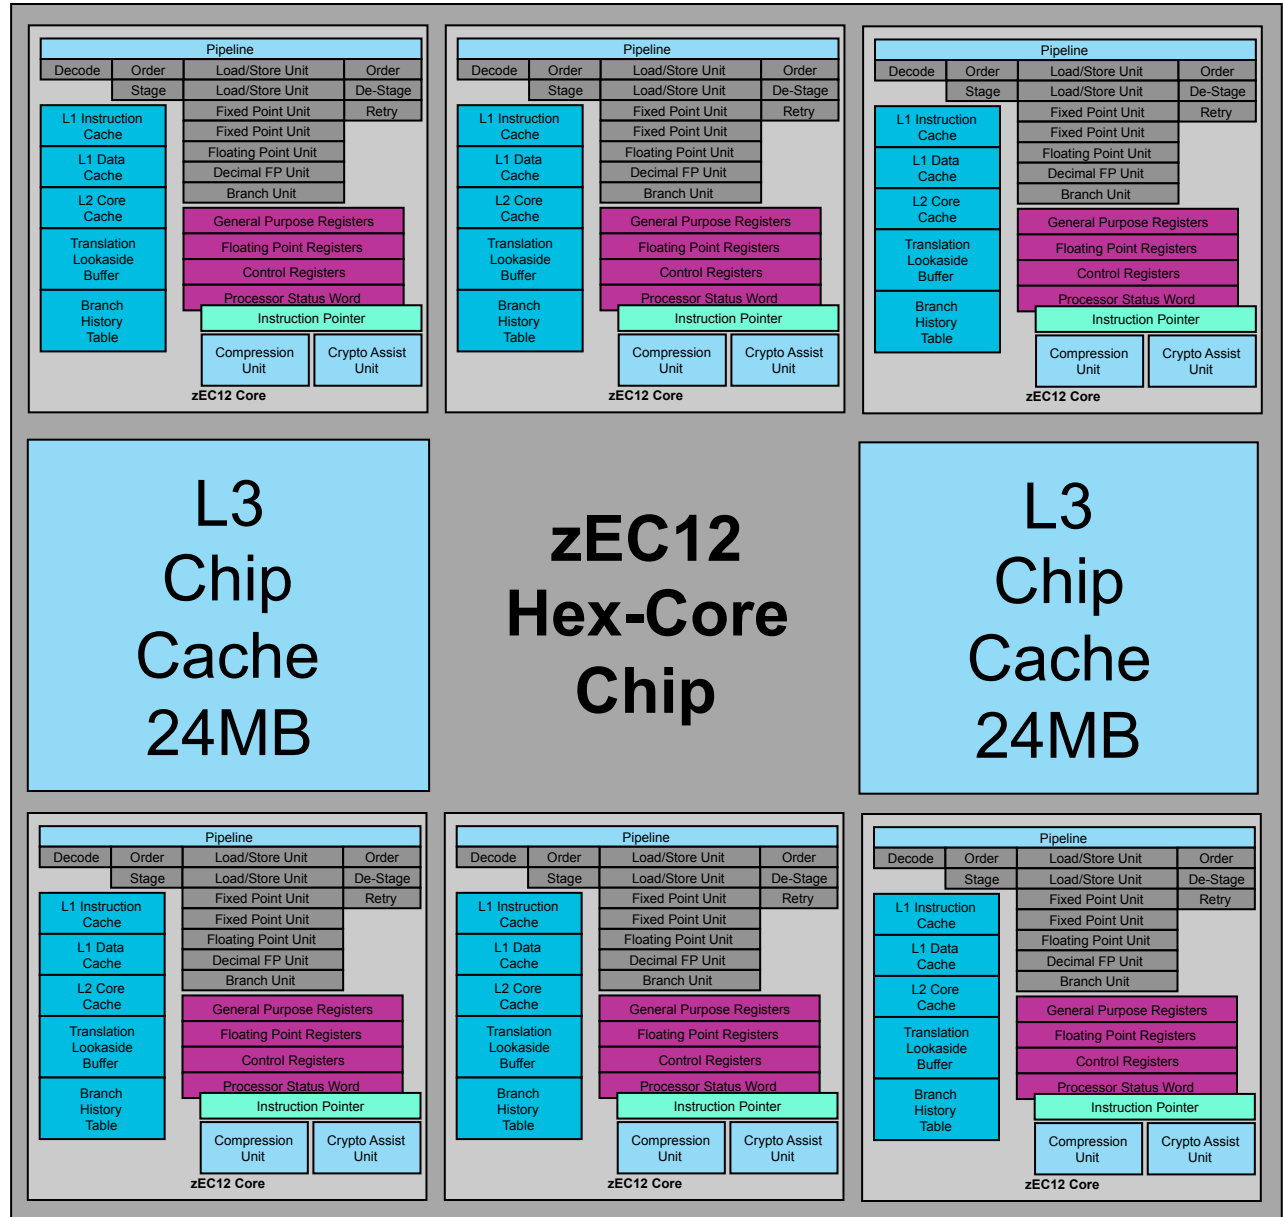 Pipeline
Decode Order Load/Store Unit Order
Stage Load/Store Unit De-Stage
Fixed Point Unit Retry
Fixed Point Unit
Floating Point Unit
Decimal FP Unit
Branch Unit
L1 Instruction
Cache
L1 Data
Cache
L2 Core
Cache
Translation
Lookaside
Buffer
Branch
History
Table
General Purpose Registers
Floating Point Registers
Control Registers
Processor Status Word
Instruction Pointer
Compression
Unit
Crypto Assist
Unit
zEC12 Core
Pipeline
Decode Order Load/Store Unit Order
Stage Load/Store Unit De-Stage
Fixed Point Unit Retry
Fixed Point Unit
Floating Point Unit
Decimal FP Unit
Branch Unit
L1 Instruction
Cache
L1 Data
Cache
L2 Core
Cache
Translation
Lookaside
Buffer
Branch
History
Table
General Purpose Registers
Floating Point Registers
Control Registers
Processor Status Word
Instruction Pointer
Compression
Unit
Crypto Assist
Unit
zEC12 Core
Pipeline
Decode Order Load/Store Unit Order
Stage Load/Store Unit De-Stage
Fixed Point Unit Retry
Fixed Point Unit
Floating Point Unit
Decimal FP Unit
Branch Unit
L1 Instruction
Cache
L1 Data
Cache
L2 Core
Cache
Translation
Lookaside
Buffer
Branch
History
Table
General Purpose Registers
Floating Point Registers
Control Registers
Processor Status Word
Instruction Pointer
Compression
Unit
Crypto Assist
Unit
zEC12 Core
L3
Chip
Cache
24MB
zEC12
Hex-Core
Chip
L3
Chip
Cache
24MB
Pipeline
Decode Order Load/Store Unit Order
Stage Load/Store Unit De-Stage
Fixed Point Unit Retry
Fixed Point Unit
Floating Point Unit
Decimal FP Unit
Branch Unit
L1 Instruction
Cache
L1 Data
Cache
L2 Core
Cache
Translation
Lookaside
Buffer
Branch
History
Table
General Purpose Registers
Floating Point Registers
Control Registers
Processor Status Word
Instruction Pointer
Compression
Unit
Crypto Assist
Unit
zEC12 Core
Pipeline
Decode Order Load/Store Unit Order
Stage Load/Store Unit De-Stage
Fixed Point Unit Retry
Fixed Point Unit
Floating Point Unit
Decimal FP Unit
Branch Unit
L1 Instruction
Cache
L1 Data
Cache
L2 Core
Cache
Translation
Lookaside
Buffer
Branch
History
Table
General Purpose Registers
Floating Point Registers
Control Registers
Processor Status Word
Instruction Pointer
Compression
Unit
Crypto Assist
Unit
zEC12 Core
Pipeline
Decode Order Load/Store Unit Order
Stage Load/Store Unit De-Stage
Fixed Point Unit Retry
Fixed Point Unit
Floating Point Unit
Decimal FP Unit
Branch Unit
L1 Instruction
Cache
L1 Data
Cache
L2 Core
Cache
Translation
Lookaside
Buffer
Branch
History
Table
General Purpose Registers
Floating Point Registers
Control Registers
Processor Status Word
Instruction Pointer
Compression
Unit
Crypto Assist
Unit
zEC12 Core